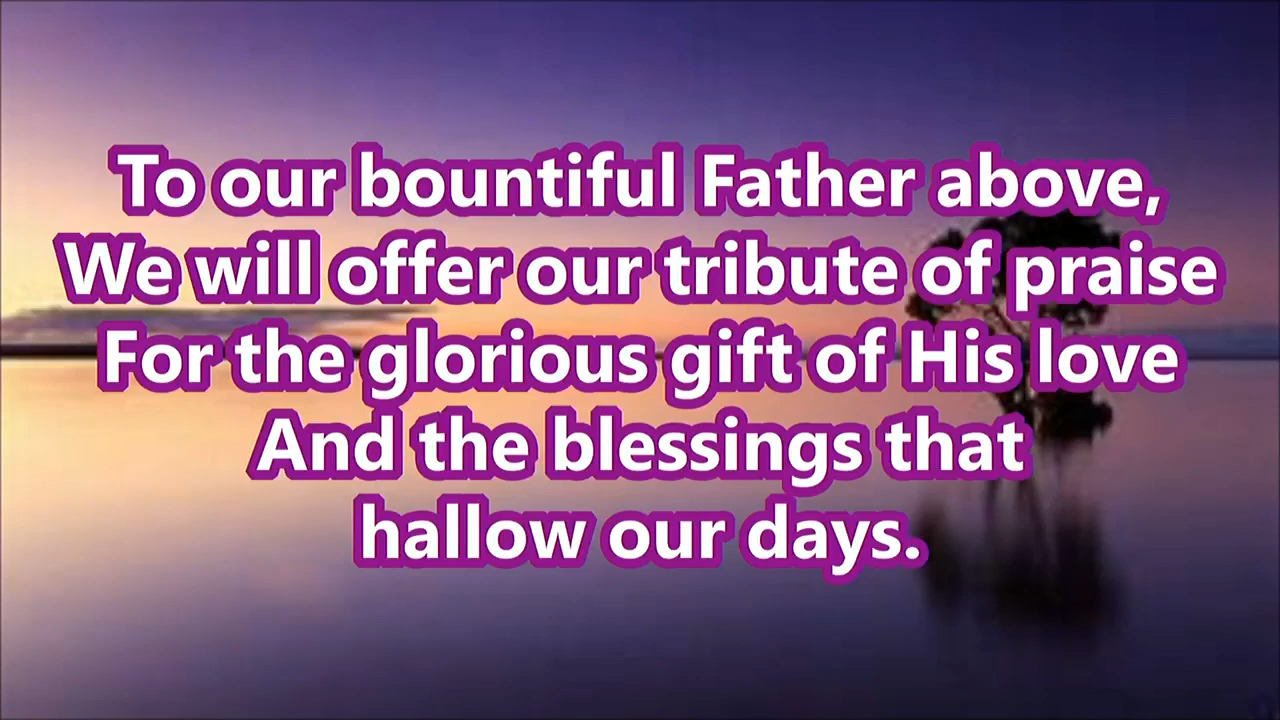 To our bountiful Father above,
We will offer our tribute of praise
For the glorious gift of His love
And the blessings that
hallow our days.